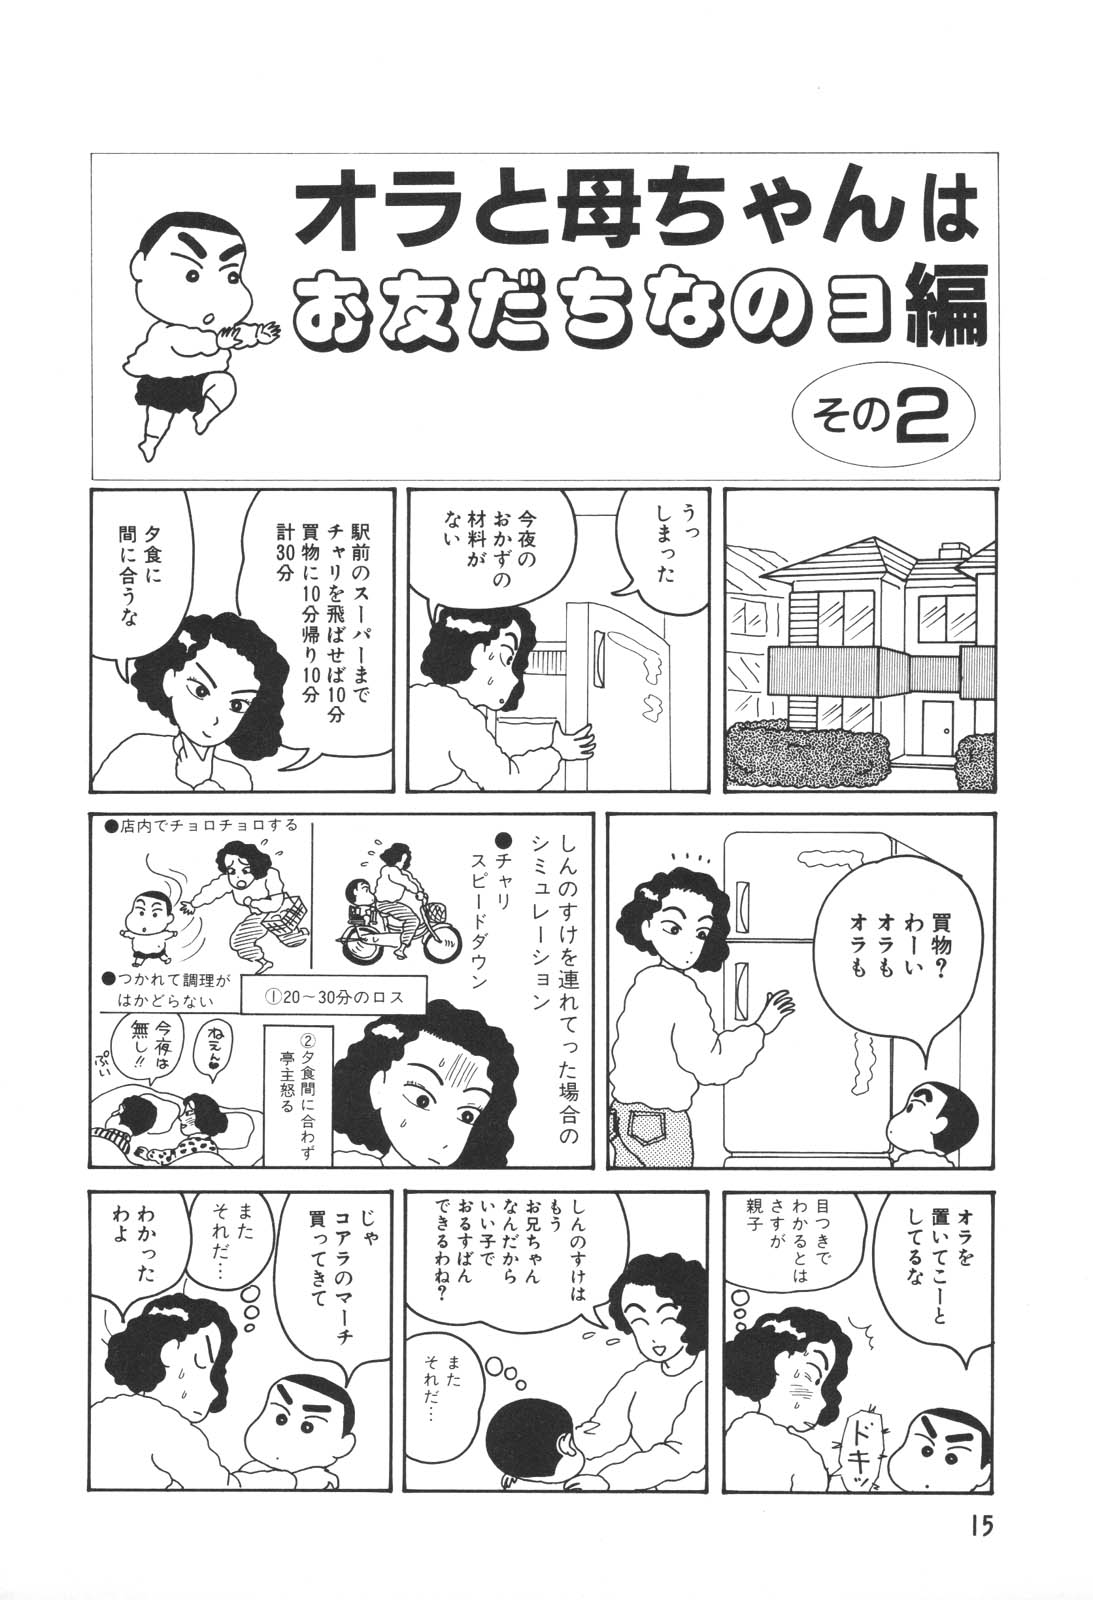 オラと母ちゃんは
お友だちなのヨ編
その2
うっ
しまった
今夜の
おかずの
材料が
ない
駅前のスーパーまで
チャリを飛ばせば10分
買物に10分帰り10分
計30分
夕食に
間に合うな
買物?
わーい
オラも
オラも
しんのすけを連れてった場合の
シミュレーション
●チャリ
スピードダウン
●店内でチョロチョロする
●つかれて調理が
はかどらない
①20〜30分のロス
②夕食間に合わず
亭主怒る
ねえん♥
今夜は
無し!!
ぷい
オラを
置いてこーと
してるな
目つきで
わかるとは
さすが
親子
ドキッ
しんのすけは
もう
お兄ちゃん
なんだから
いい子で
おるすばん
できるわね?
また
それだ…
じゃ
コアラのマーチ
買ってきて
また
それだ…
わかった
わよ
15